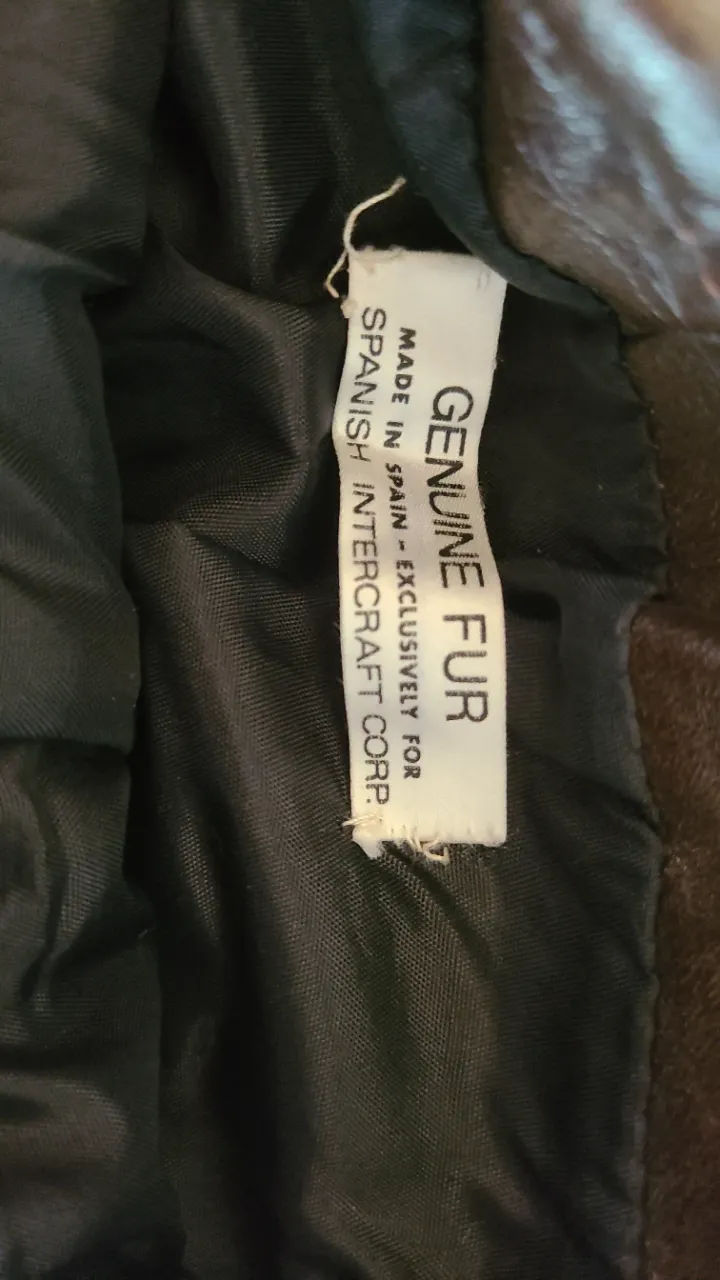 GENUINE FUR
MADE IN SPAIN - EXCLUSIVELY FOR
SPANISH INTERCRAFT CORP.